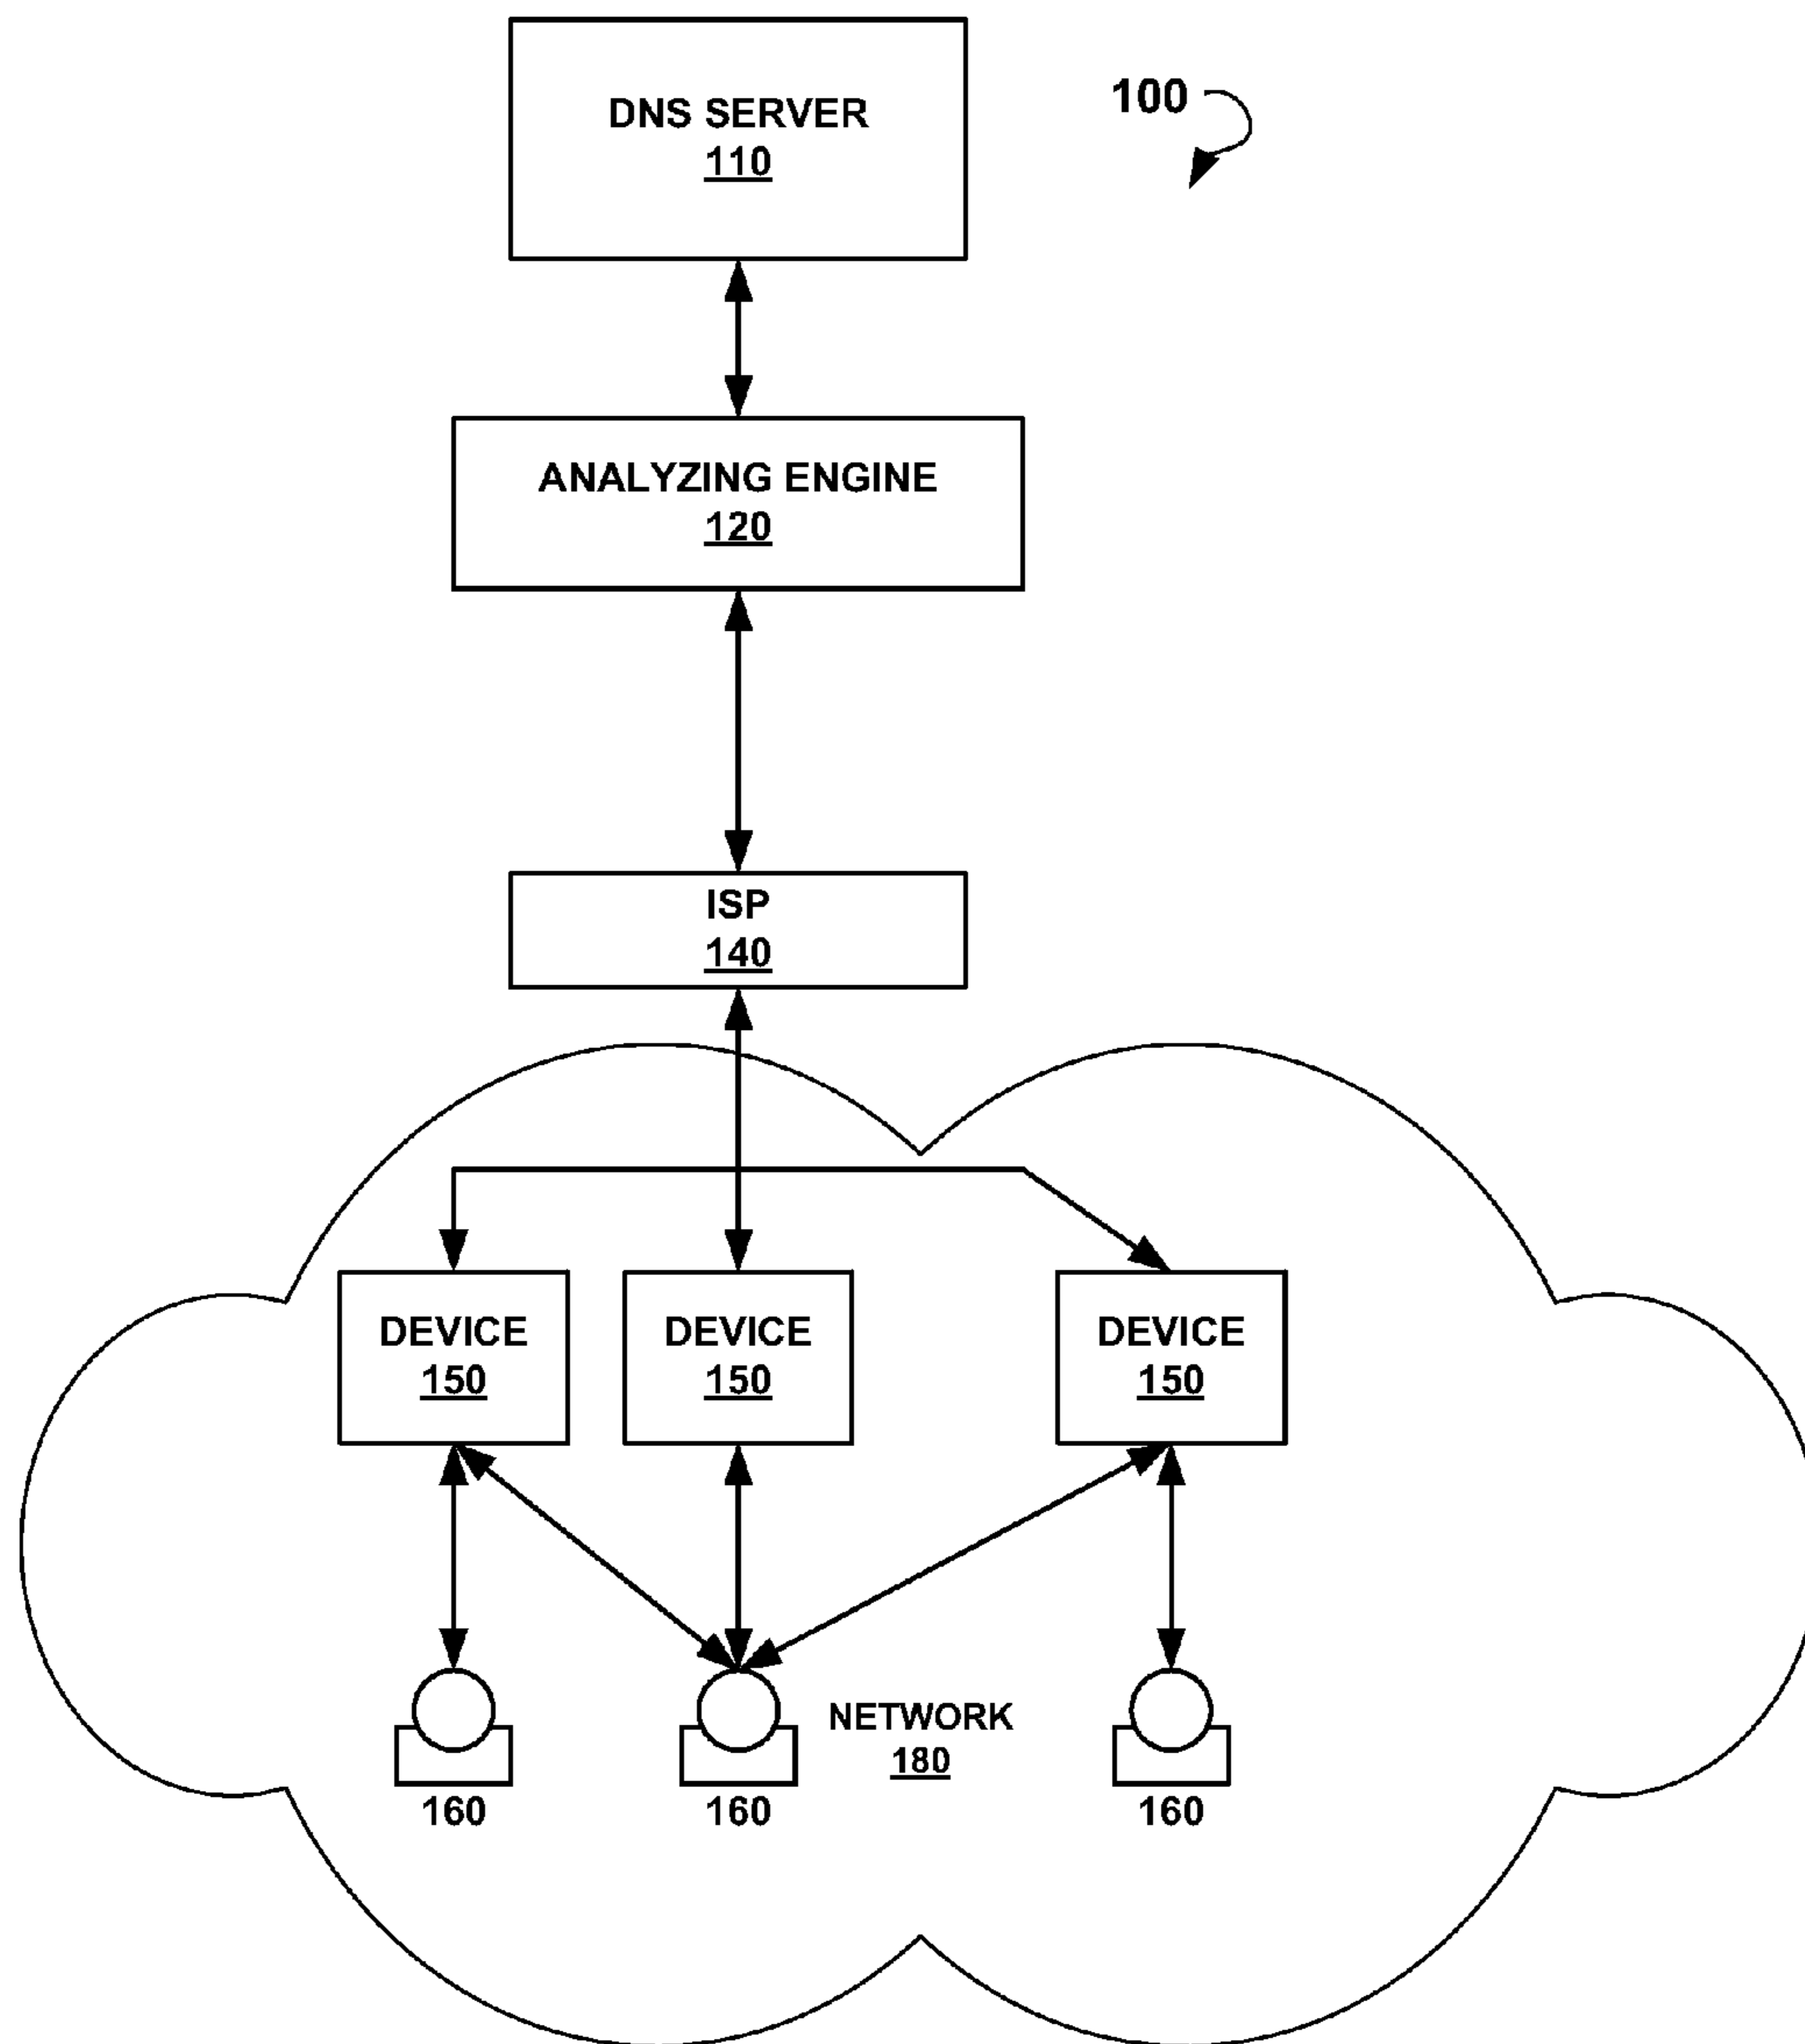 DNS SERVER
110
100
ANALYZING ENGINE
120
ISP
140
DEVICE
150
DEVICE
150
DEVICE
150
NETWORK
180
160
160
160